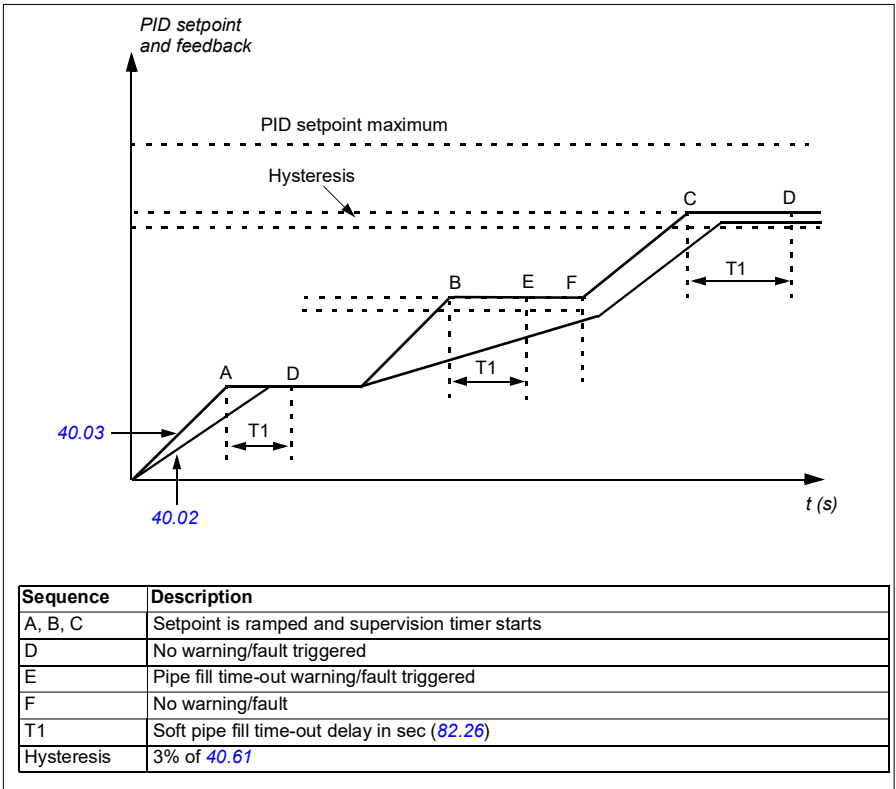 PID setpoint
and feedback
PID setpoint maximum
Hysteresis
C D
T1
B E F
T1
A D
T1
40.03
40.02
t (s)
Sequence Description
A, B, C Setpoint is ramped and supervision timer starts
D No warning/fault triggered
E Pipe fill time-out warning/fault triggered
F No warning/fault
T1 Soft pipe fill time-out delay in sec (82.26)
Hysteresis 3% of 40.61